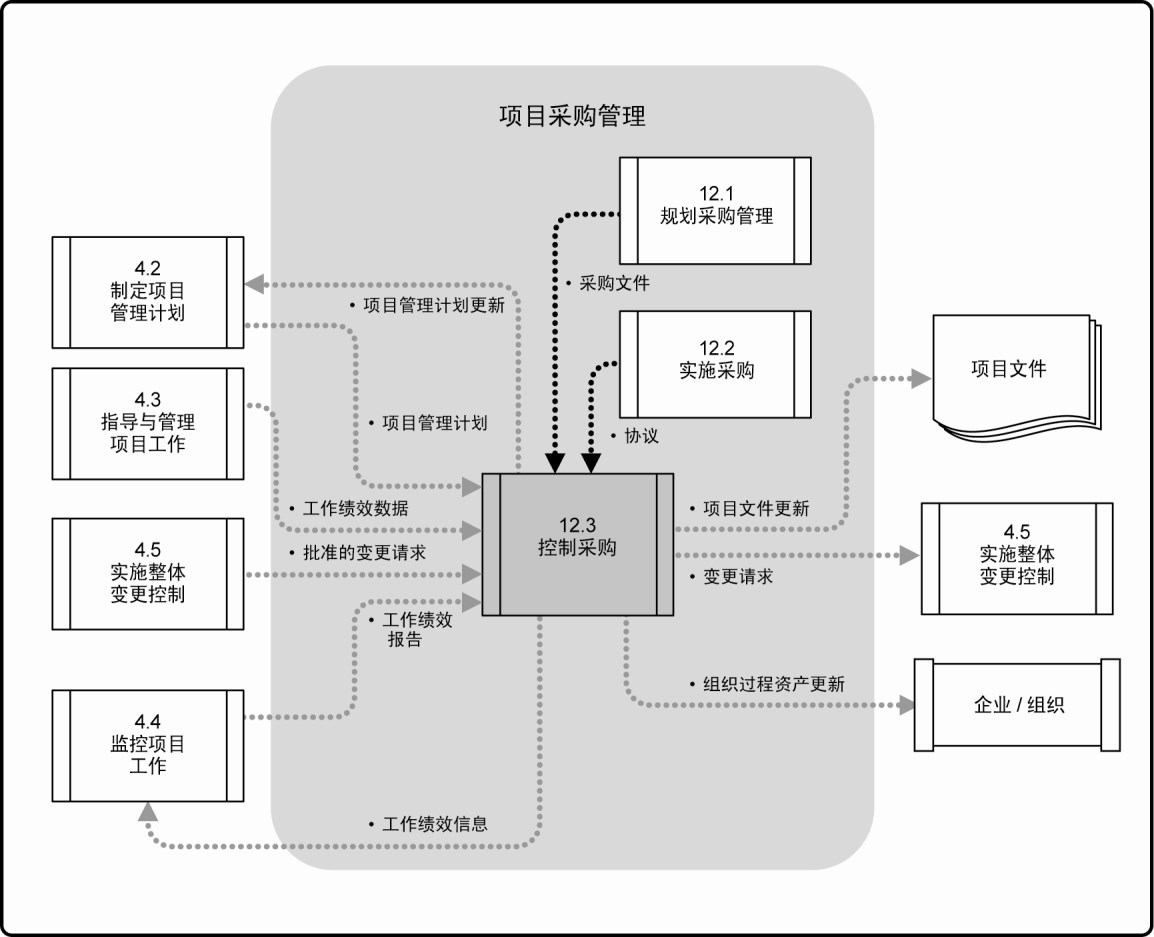 项目采购管理
12.1
规划采购管理
• 采购文件
4.2
制定项目
管理计划
• 项目管理计划更新
12.2
实施采购
项目文件
• 协议
4.3
指导与管理
项目工作
• 项目管理计划
• 工作绩效数据
12.3
控制采购
• 项目文件更新
4.5
实施整体
变更控制
• 批准的变更请求
• 变更请求
4.5
实施整体
变更控制
• 工作绩效
报告
• 组织过程资产更新
企业 / 组织
4.4
监控项目
工作
• 工作绩效信息